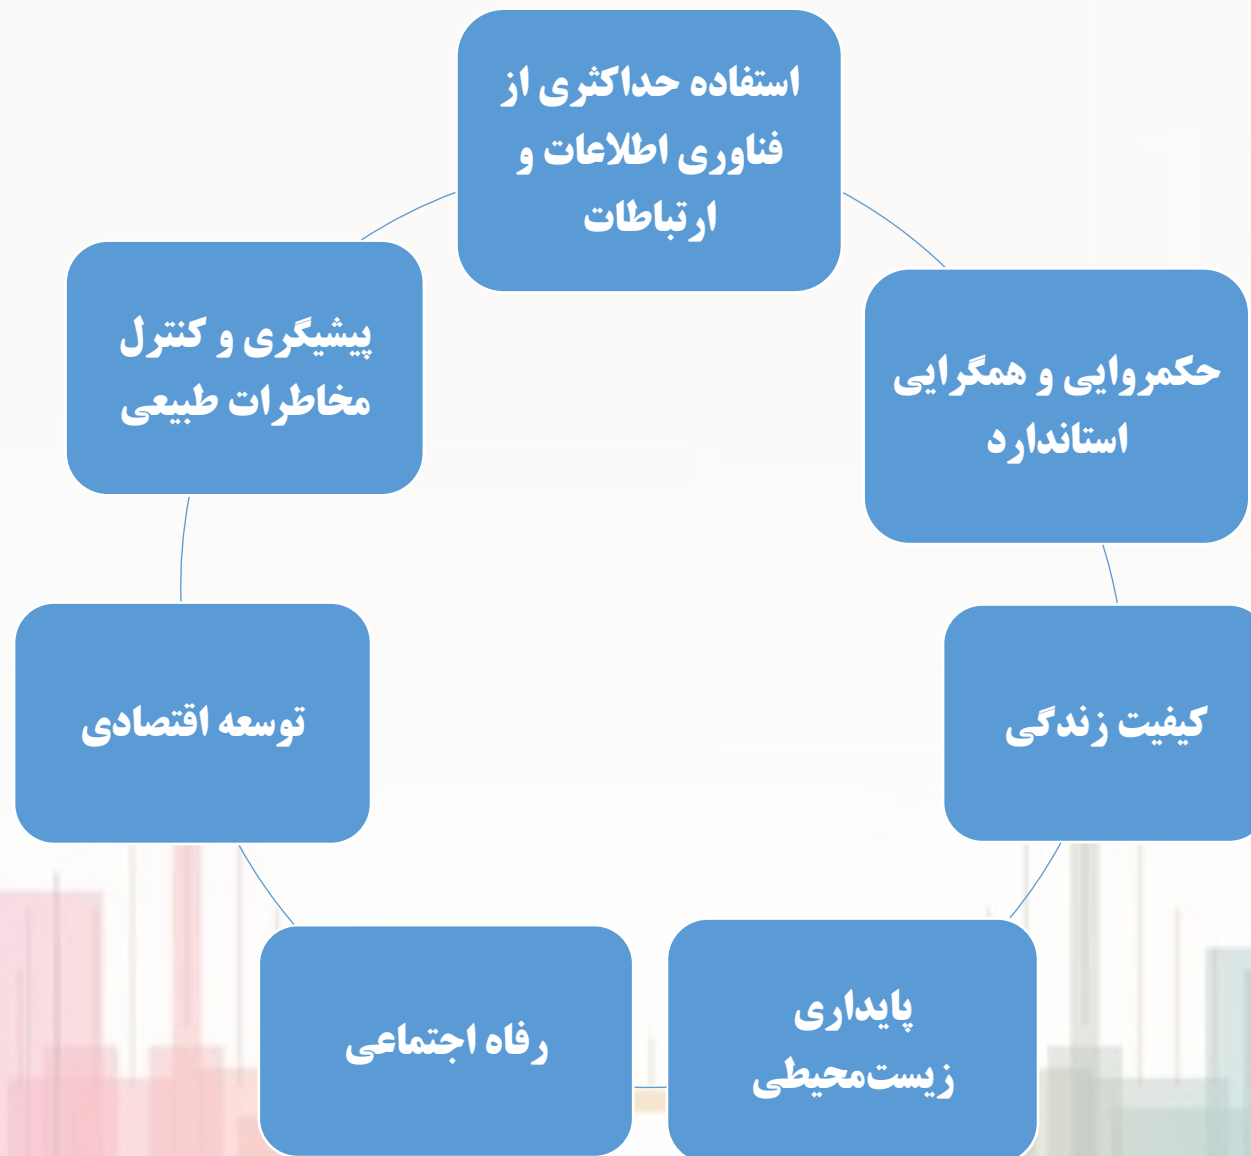 استفاده حداکثری از
فناوری اطلاعات و
ارتباطات
حکمروایی و همگرایی
استاندارد
کیفیت زندگی
پایداری
زیست‌محیطی
رفاه اجتماعی
توسعه اقتصادی
پیشیگری و کنترل
مخاطرات طبیعی